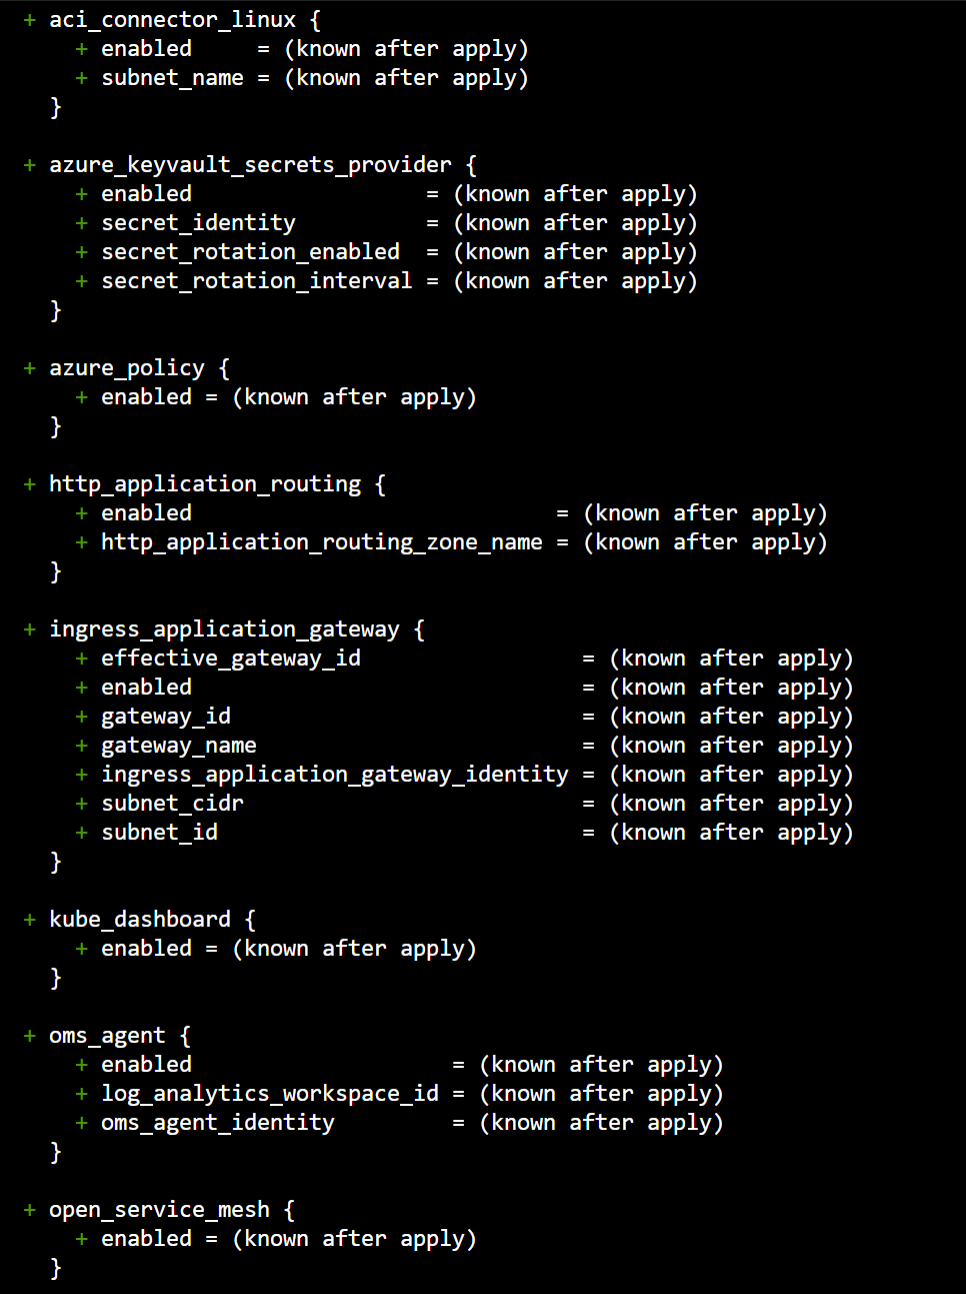 + aci_connector_linux {
    + enabled     = (known after apply)
    + subnet_name = (known after apply)
  }

+ azure_keyvault_secrets_provider {
    + enabled                  = (known after apply)
    + secret_identity          = (known after apply)
    + secret_rotation_enabled  = (known after apply)
    + secret_rotation_interval = (known after apply)
  }

+ azure_policy {
    + enabled = (known after apply)
  }

+ http_application_routing {
    + enabled                            = (known after apply)
    + http_application_routing_zone_name = (known after apply)
  }

+ ingress_application_gateway {
    + effective_gateway_id                 = (known after apply)
    + enabled                              = (known after apply)
    + gateway_id                           = (known after apply)
    + gateway_name                         = (known after apply)
    + ingress_application_gateway_identity = (known after apply)
    + subnet_cidr                          = (known after apply)
    + subnet_id                            = (known after apply)
  }

+ kube_dashboard {
    + enabled = (known after apply)
  }

+ oms_agent {
    + enabled                    = (known after apply)
    + log_analytics_workspace_id = (known after apply)
    + oms_agent_identity         = (known after apply)
  }

+ open_service_mesh {
    + enabled = (known after apply)
  }